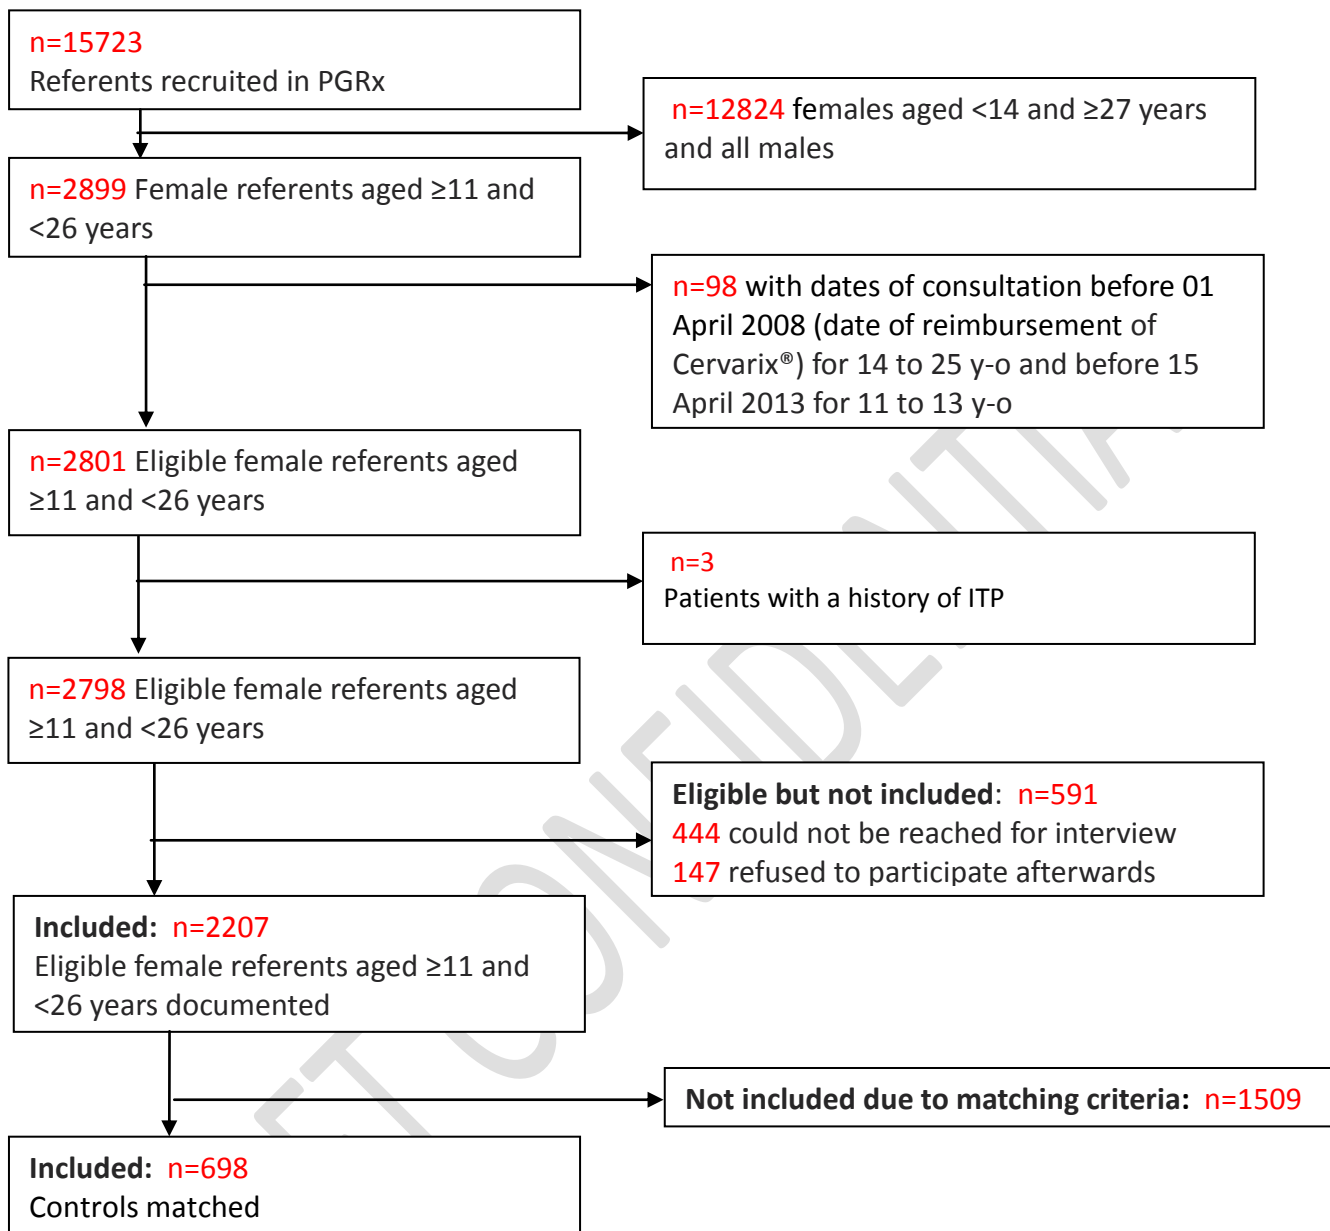 n=15723
Referents recruited in PGRx
n=12824 females aged <14 and ≥27 years
and all males
n=2899 Female referents aged ≥11 and
<26 years
n=98 with dates of consultation before 01
April 2008 (date of reimbursement of
Cervarix®) for 14 to 25 y-o and before 15
April 2013 for 11 to 13 y-o
n=2801 Eligible female referents aged
≥11 and <26 years
n=3
Patients with a history of ITP
n=2798 Eligible female referents aged
≥11 and <26 years
Eligible but not included: n=591
444 could not be reached for interview
147 refused to participate afterwards
Included: n=2207
Eligible female referents aged ≥11 and
<26 years documented
Not included due to matching criteria: n=1509
Included: n=698
Controls matched
ET CONFIDENTIA